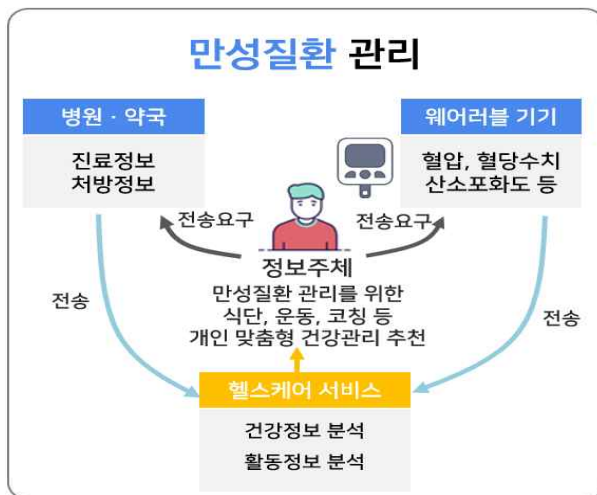 만성질환 관리
병원 · 약국
진료정보
처방정보
웨어러블 기기
혈압, 혈당수치
산소포화도 등
전송요구
전송요구
정보주체
만성질환 관리를 위한
식단, 운동, 코칭 등
개인 맞춤형 건강관리 추천
전송
전송
헬스케어 서비스
건강정보 분석
활동정보 분석